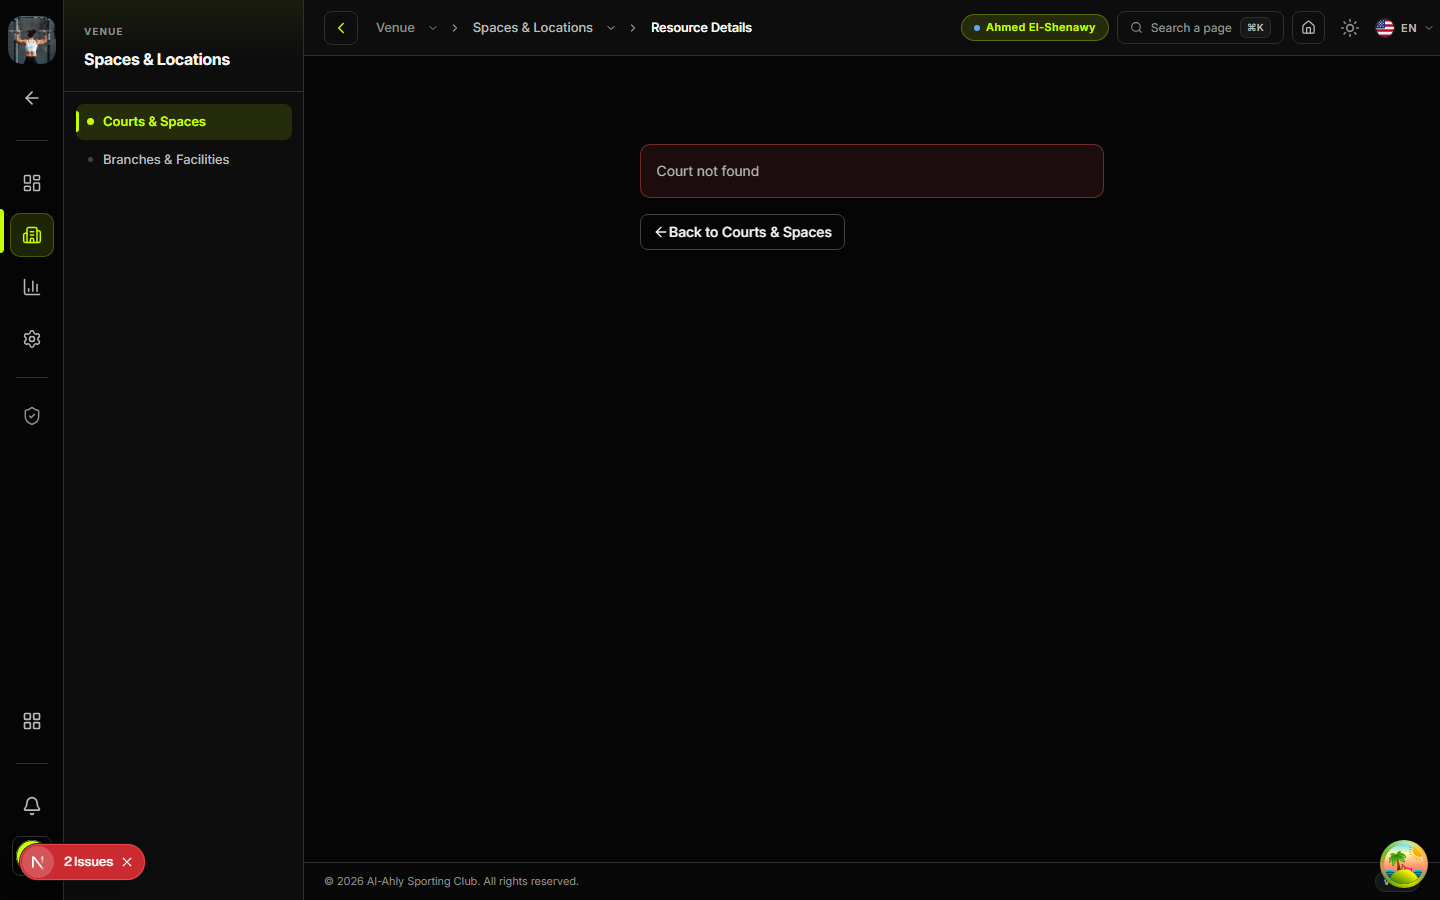 VENUE
Spaces & Locations
Courts & Spaces
Branches & Facilities
Venue
Spaces & Locations
Resource Details
Ahmed El-Shenawy
Search a page
⌘K
EN
Court not found
Back to Courts & Spaces
N
2 Issues
© 2026 Al-Ahly Sporting Club. All rights reserved.